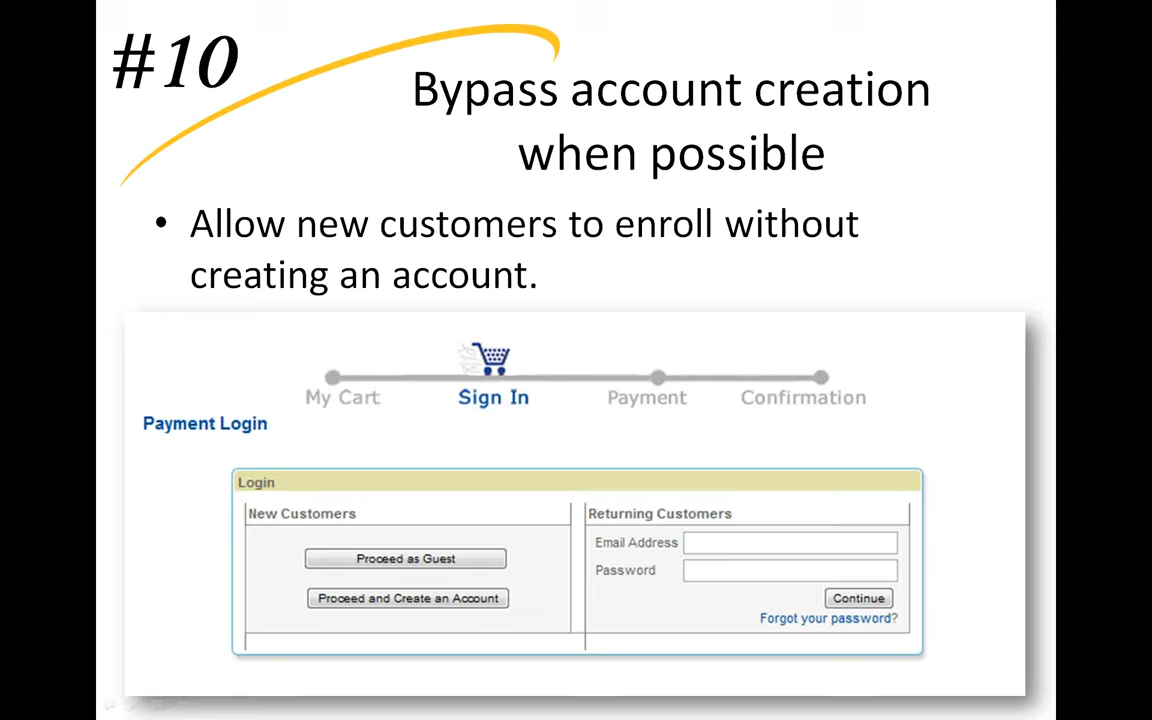 #10
Bypass account creation
when possible
• Allow new customers to enroll without
creating an account.
My Cart
Sign In
Payment
Confirmation
Payment Login
Login
New Customers
Returning Customers
Email Address
Proceed as Guest
Password
Proceed and Create an Account
Continue
Forgot your password?